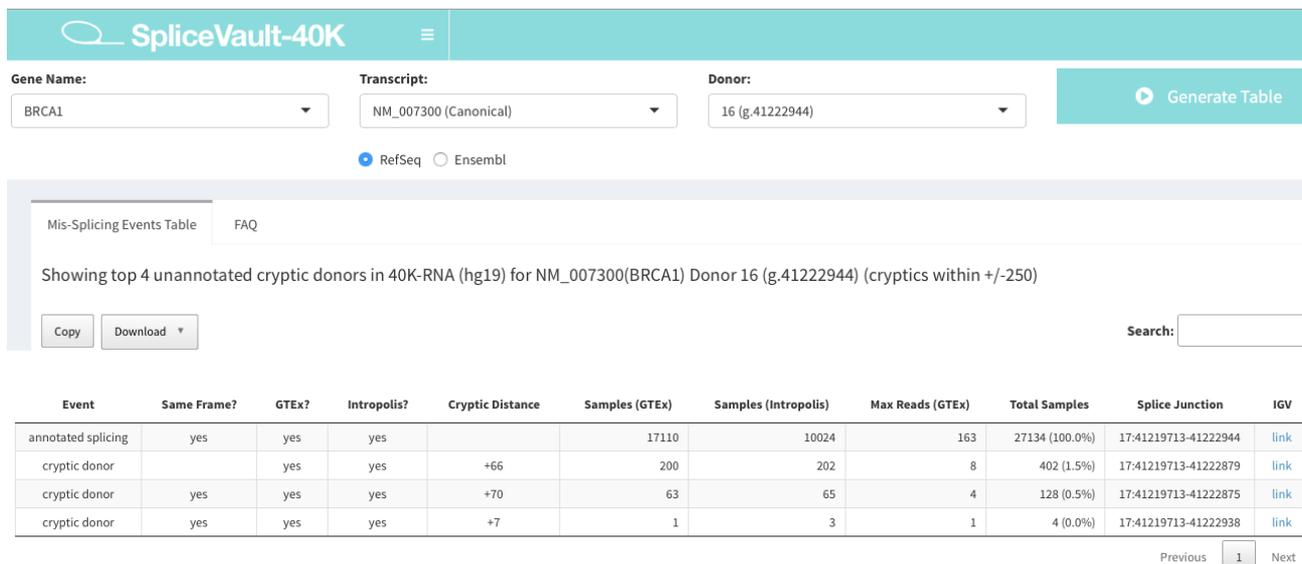 SpliceVault-40K
Gene Name: Transcript: Donor:
BRCA1 NM_007300 (Canonical) 16 (g.41222944) Generate Table
RefSeq Ensembl
Mis-Splicing Events Table FAQ
Showing top 4 unannotated cryptic donors in 40K-RNA (hg19) for NM_007300(BRCA1) Donor 16 (g.41222944) (cryptics within +/-250)
Copy Download Search:
Event Same Frame? GTEx? Intropolis? Cryptic Distance Samples (GTEx) Samples (Intropolis) Max Reads (GTEx) Total Samples Splice Junction IGV
annotated splicing yes yes yes 17110 10024 163 27134 (100.0%) 17:41219713-41222944 link
cryptic donor yes yes +66 200 202 8 402 (1.5%) 17:41219713-41222879 link
cryptic donor yes yes yes +70 63 65 4 128 (0.5%) 17:41219713-41222875 link
cryptic donor yes yes yes +7 1 3 1 4 (0.0%) 17:41219713-41222938 link
Previous 1 Next